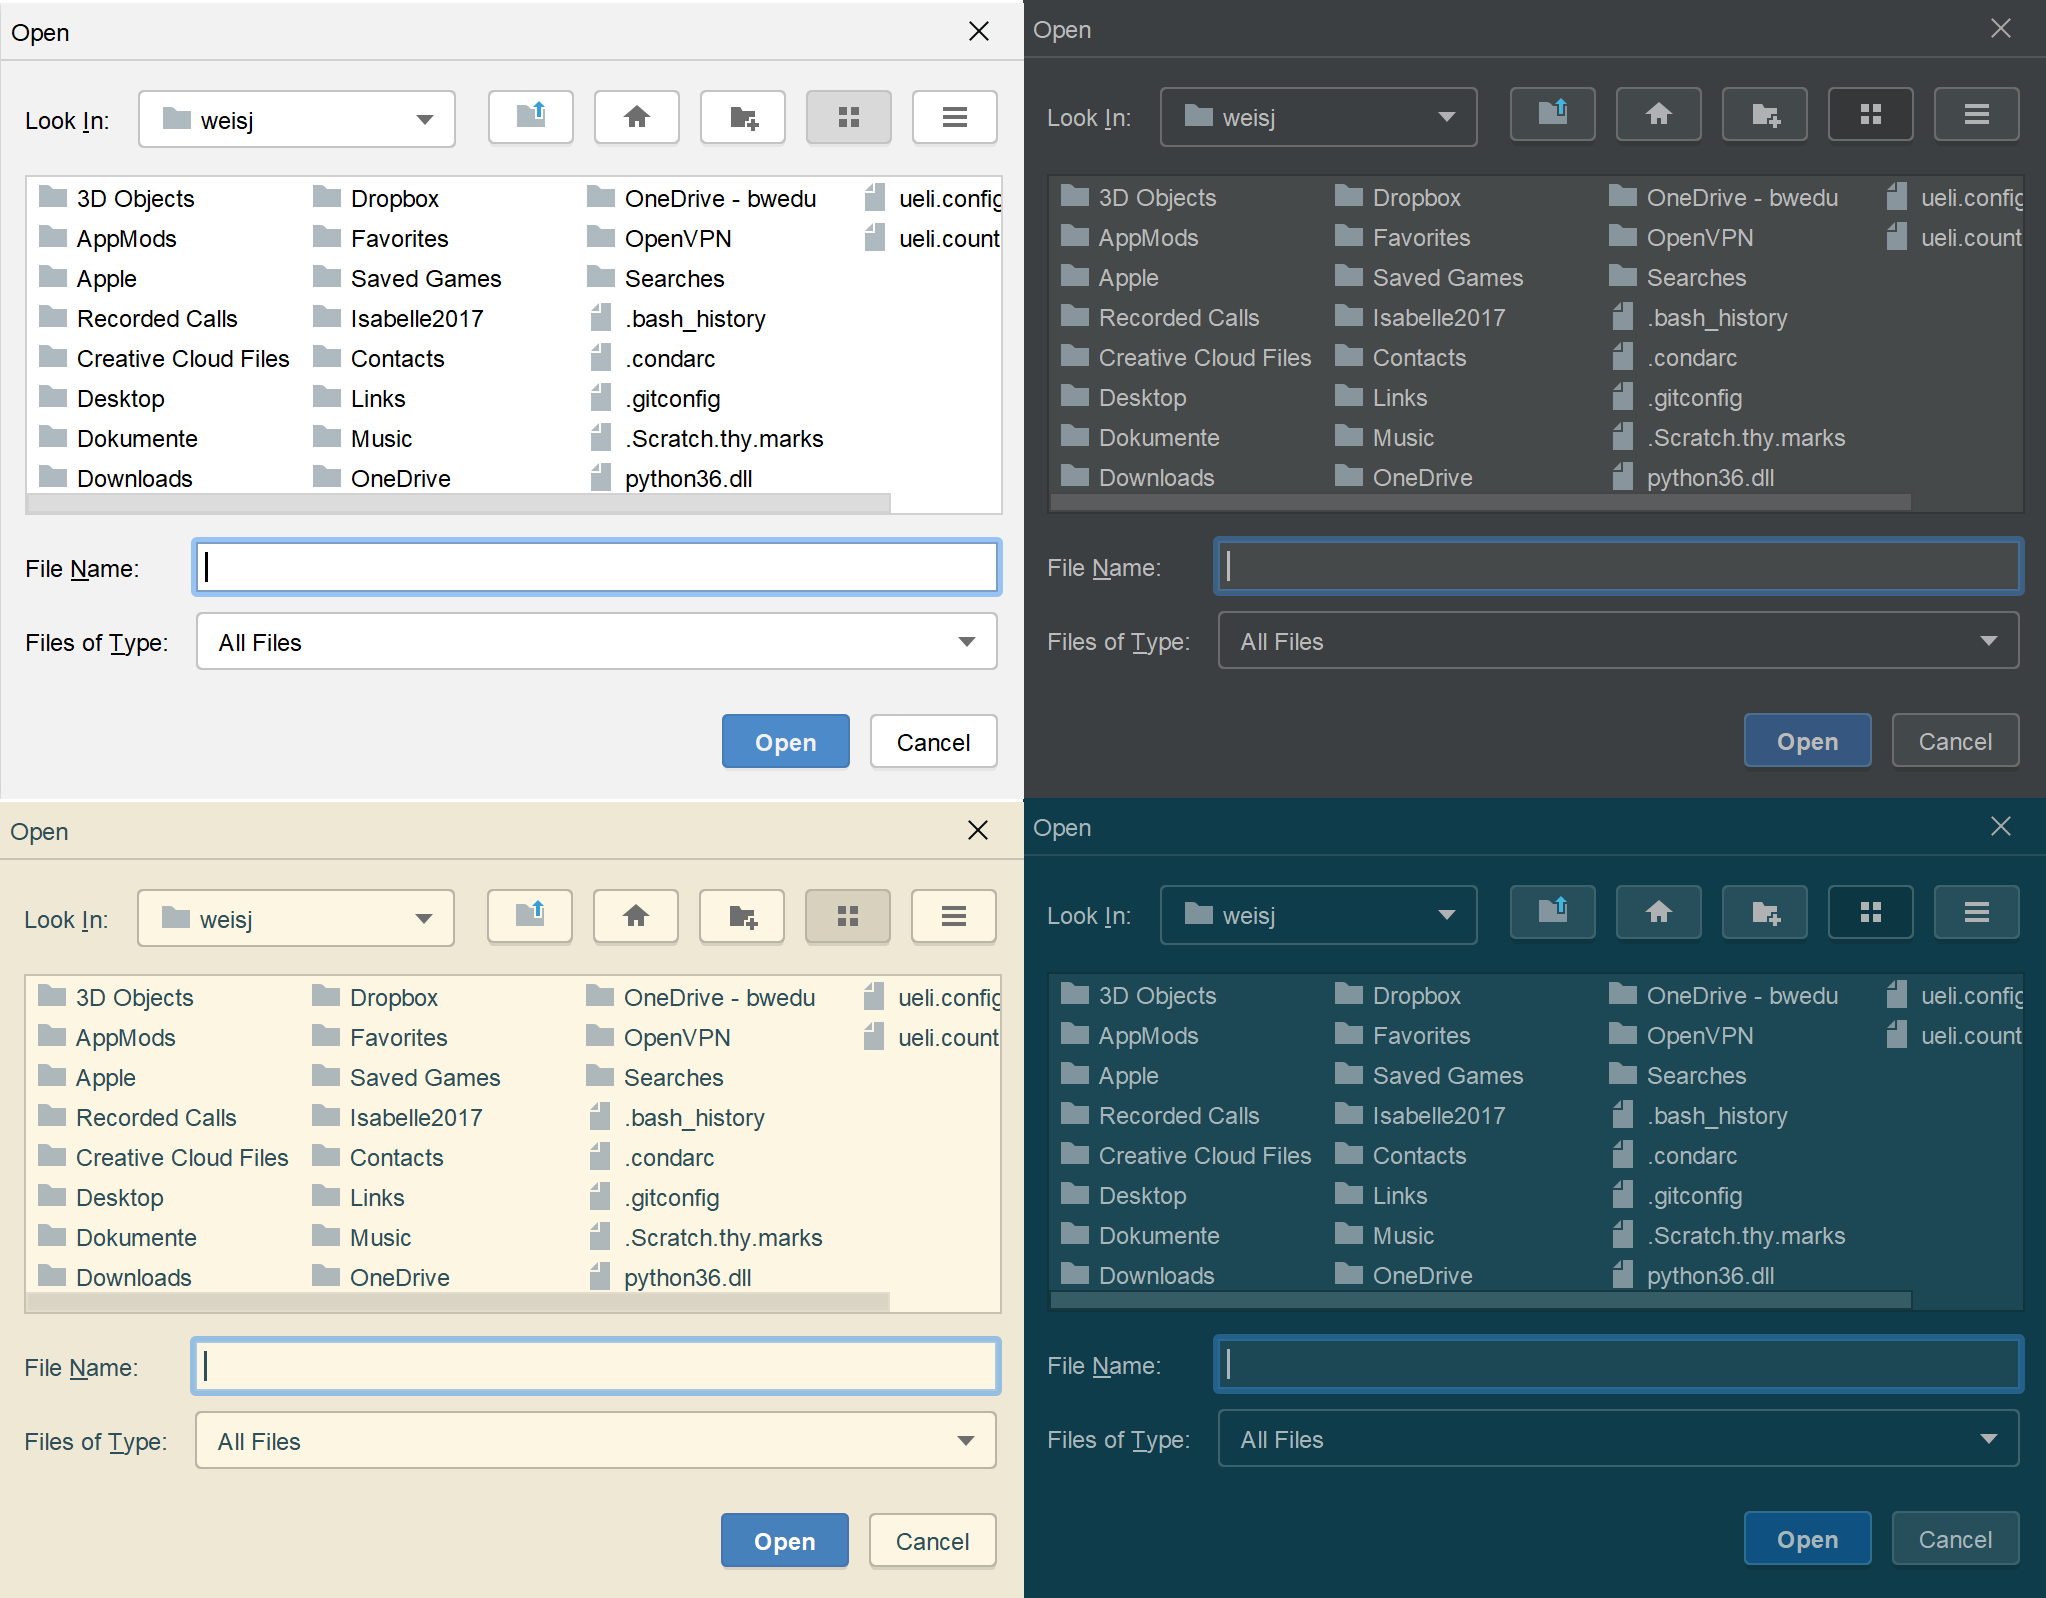 Open
Look In: weisj
3D Objects Dropbox OneDrive - bwedu ueli.config
AppMods Favorites OpenVPN ueli.count
Apple Saved Games Searches
Recorded Calls Isabelle2017 .bash_history
Creative Cloud Files Contacts .condarc
Desktop Links .gitconfig
Dokumente Music .Scratch.thy.marks
Downloads OneDrive python36.dll
File Name:
Files of Type: All Files
Open Cancel
Open
Look In: weisj
3D Objects Dropbox OneDrive - bwedu ueli.config
AppMods Favorites OpenVPN ueli.count
Apple Saved Games Searches
Recorded Calls Isabelle2017 .bash_history
Creative Cloud Files Contacts .condarc
Desktop Links .gitconfig
Dokumente Music .Scratch.thy.marks
Downloads OneDrive python36.dll
File Name:
Files of Type: All Files
Open Cancel
Open
Look In: weisj
3D Objects Dropbox OneDrive - bwedu ueli.config
AppMods Favorites OpenVPN ueli.count
Apple Saved Games Searches
Recorded Calls Isabelle2017 .bash_history
Creative Cloud Files Contacts .condarc
Desktop Links .gitconfig
Dokumente Music .Scratch.thy.marks
Downloads OneDrive python36.dll
File Name:
Files of Type: All Files
Open Cancel
Open
Look In: weisj
3D Objects Dropbox OneDrive - bwedu ueli.config
AppMods Favorites OpenVPN ueli.count
Apple Saved Games Searches
Recorded Calls Isabelle2017 .bash_history
Creative Cloud Files Contacts .condarc
Desktop Links .gitconfig
Dokumente Music .Scratch.thy.marks
Downloads OneDrive python36.dll
File Name:
Files of Type: All Files
Open Cancel